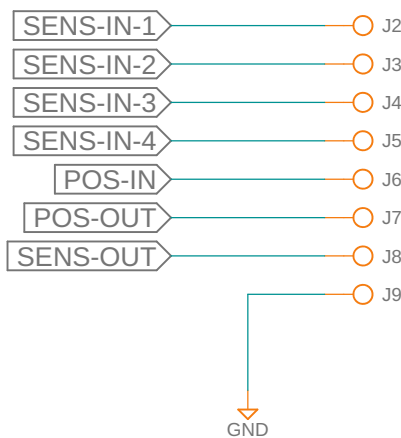 SENS-IN-1 J2
SENS-IN-2 J3
SENS-IN-3 J4
SENS-IN-4 J5
POS-IN J6
POS-OUT J7
SENS-OUT J8
J9
GND